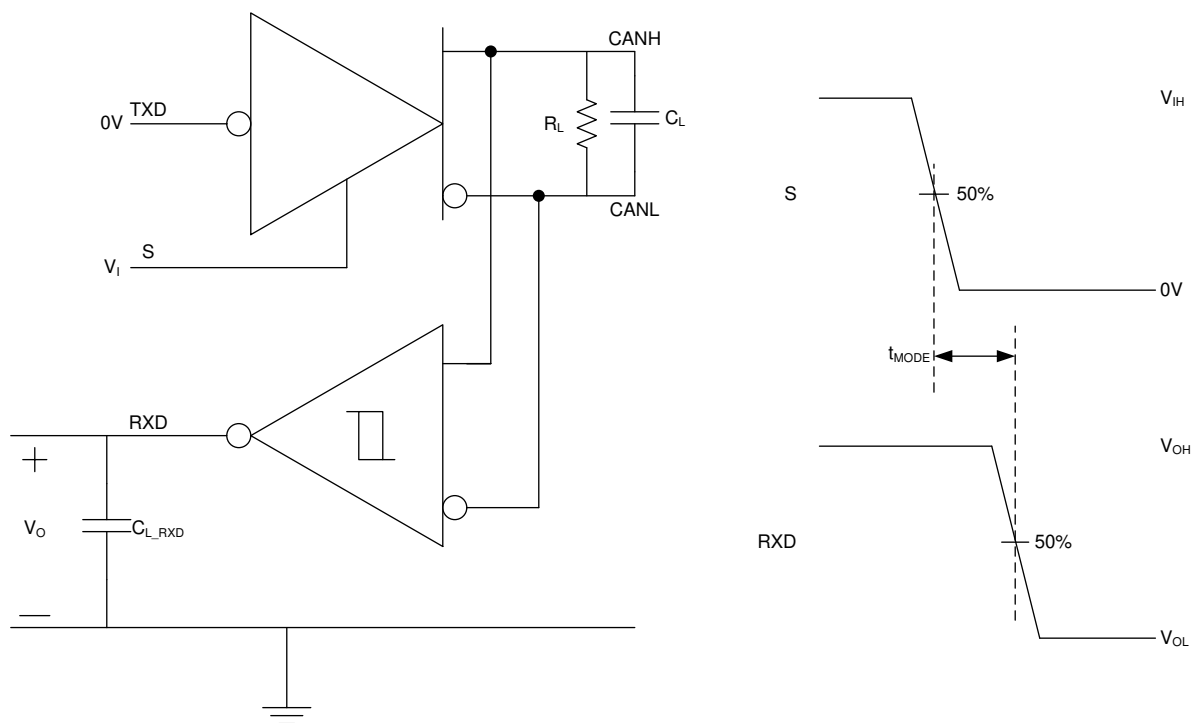 CANH
TXD
0V
R_L
C_L
CANL
S
V_I
RXD
+
V_O
C_L_RXD
—
V_IH
S
50%
0V
t_MODE
V_OH
RXD
50%
V_OL